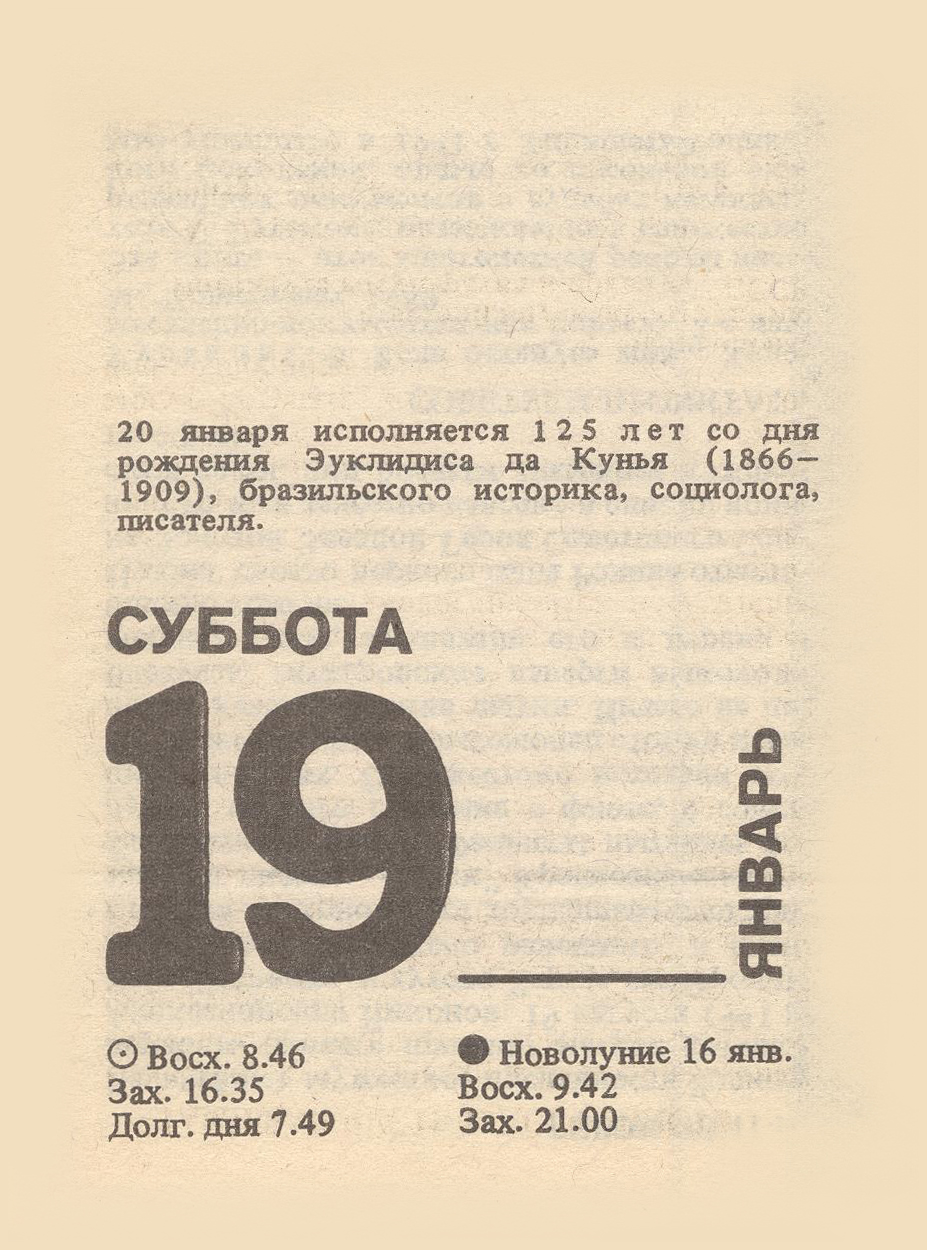 20 января исполняется 125 лет со дня
рождения Эуклидиса да Кунья (1866—
1909), бразильского историка, социолога,
писателя.
СУББОТА
19
ЯНВАРЬ
Восх. 8.46
Зах. 16.35
Долг. дня 7.49
Новолуние 16 янв.
Восх. 9.42
Зах. 21.00